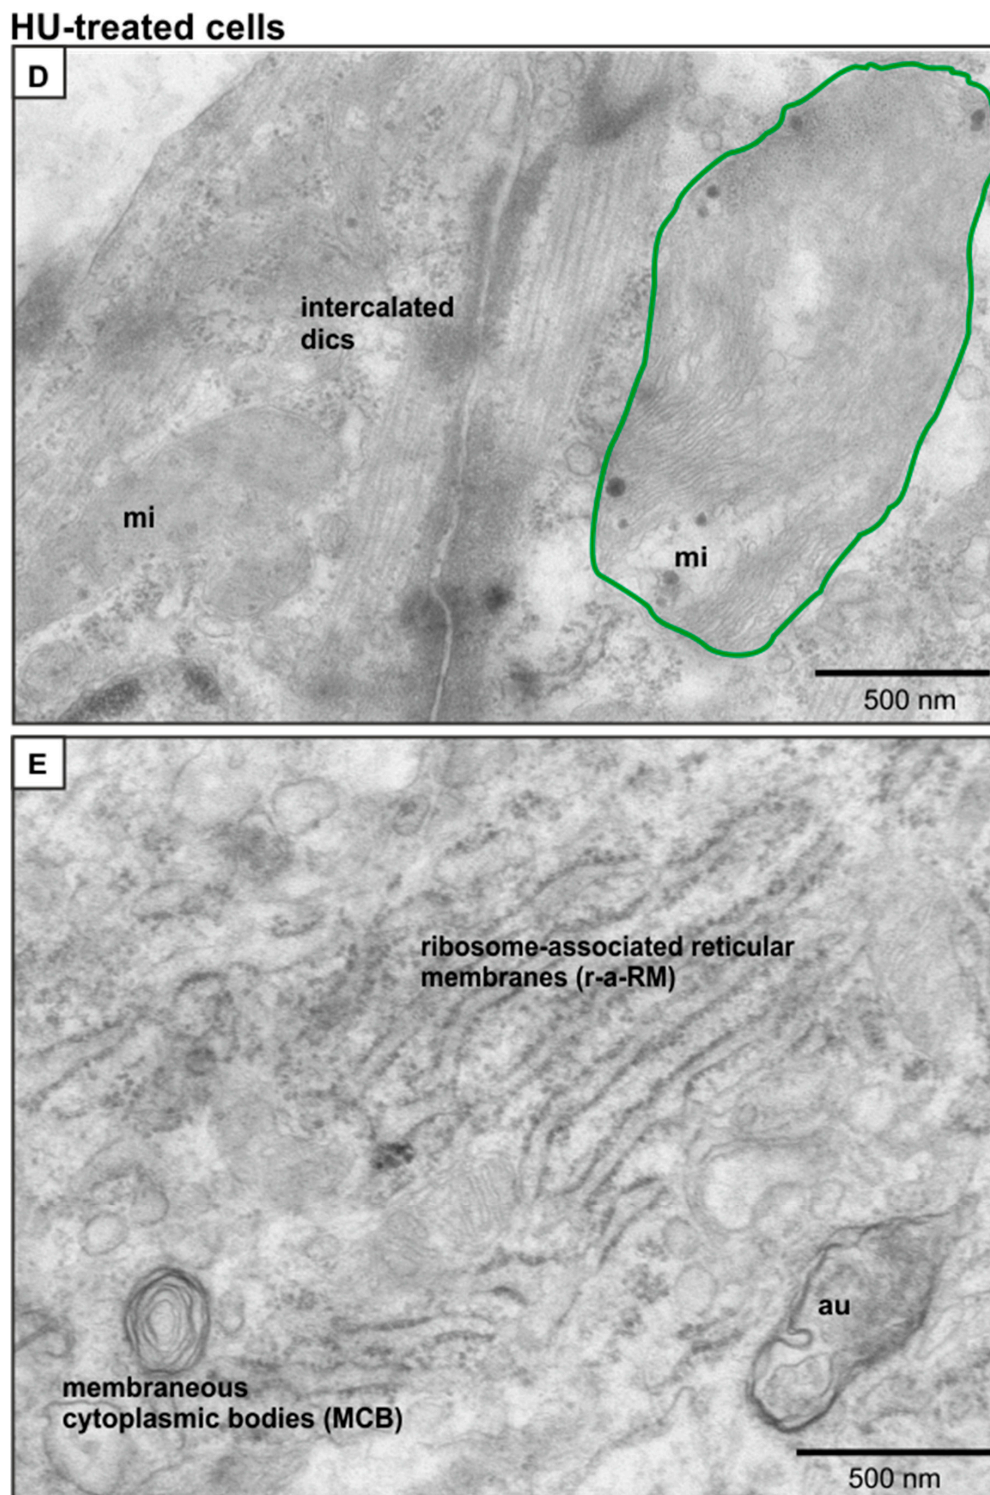 HU-treated cells
D
intercalated
dics
mi
mi
500 nm
E
ribosome-associated reticular
membranes (r-a-RM)
au
membraneous
cytoplasmic bodies (MCB)
500 nm